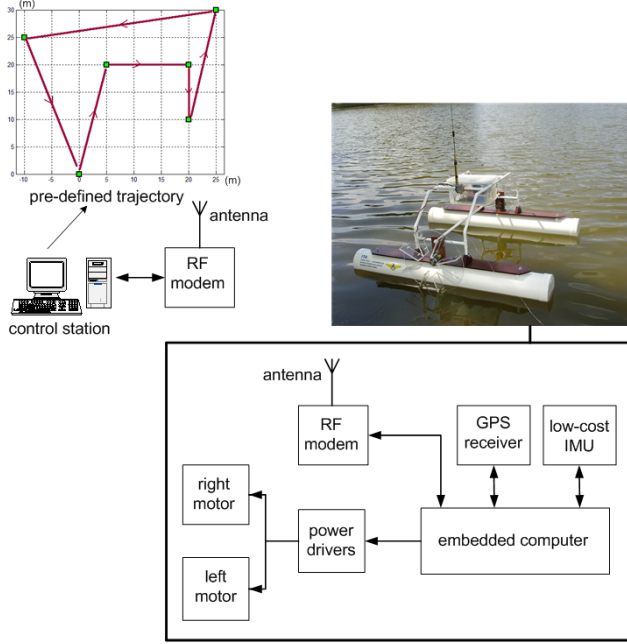 (m)
30
25
20
15
10
5
0
-10 -5 0 5 10 15 20 25 (m)
pre-defined trajectory
antenna
RF
modem
control station
antenna
RF
modem
GPS
receiver
low-cost
IMU
right
motor
power
drivers
embedded computer
left
motor